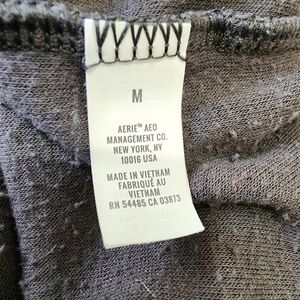 M
AERIE™ AEO
MANAGEMENT CO.
NEW YORK, NY
10016 USA
MADE IN VIETNAM
FABRIQUÉ AU
VIETNAM
RN 54485 CA 03873